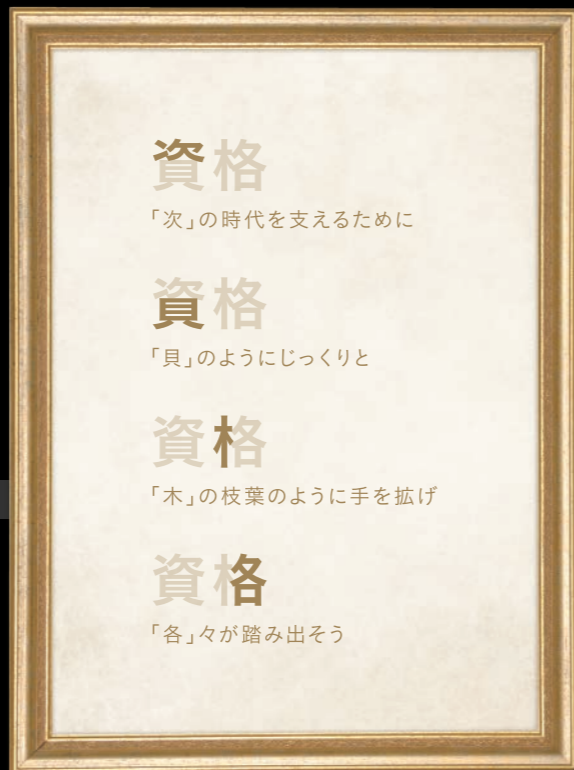 資格
「次」の時代を支えるために
資格
「貝」のようにじっくりと
資格
「木」の枝葉のように手を拡げ
資格
「各」々が踏み出そう